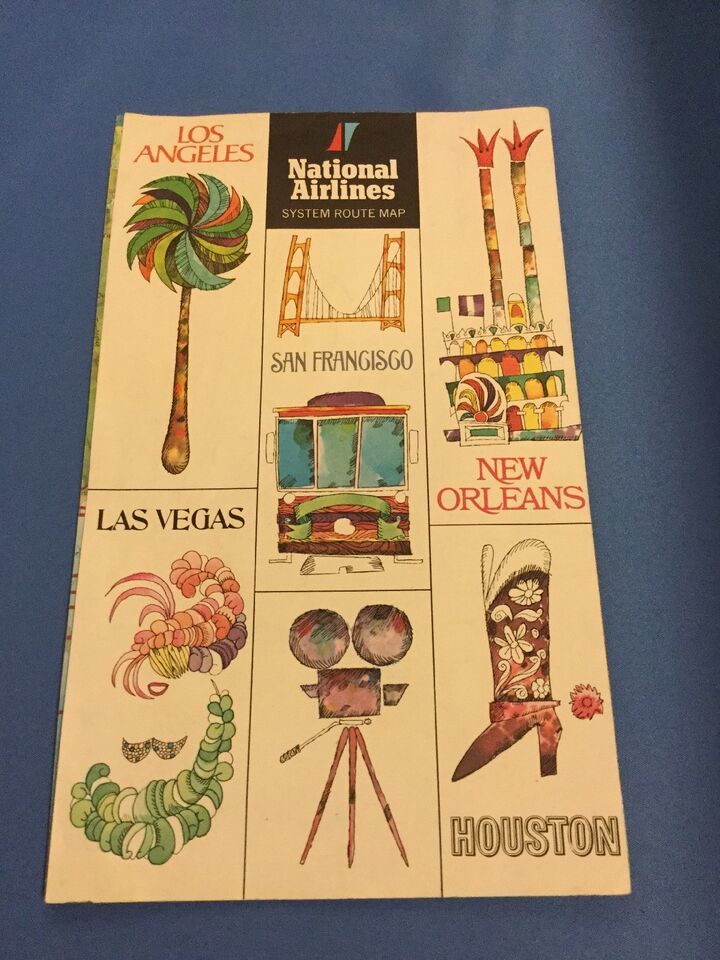 LOS
ANGELES
National
Airlines
SYSTEM ROUTE MAP
SAN FRANCISCO
NEW
ORLEANS
LAS VEGAS
HOUSTON